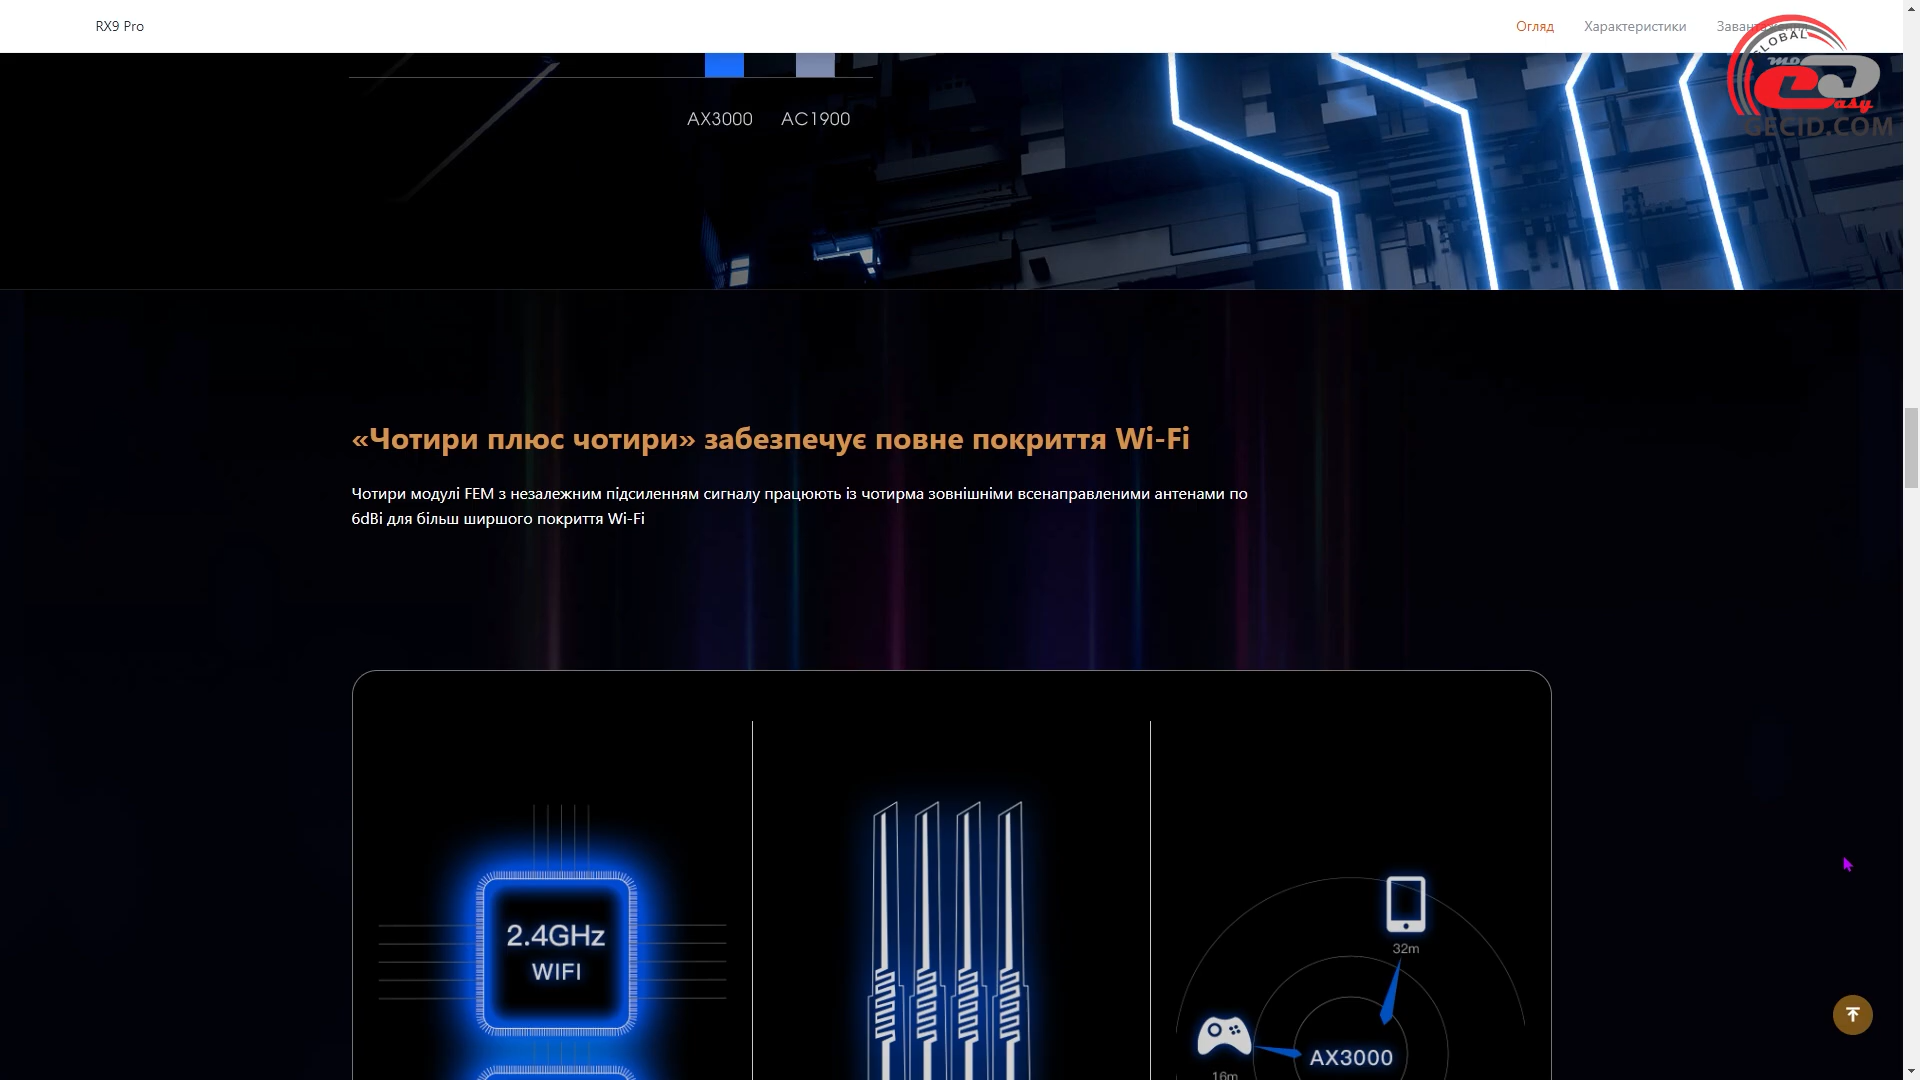 RX9 Pro
Огляд
Характеристики
GLOBAL
GECID.COM
AX3000
AC1900
«Чотири плюс чотири» забезпечує повне покриття Wi-Fi
Чотири модулі FEM з незалежним підсиленням сигналу працюють із чотирма зовнішніми всенаправленими антенами по
6dBi для більш ширшого покриття Wi-Fi
2.4GHz
WIFI
32m
AX3000
16m